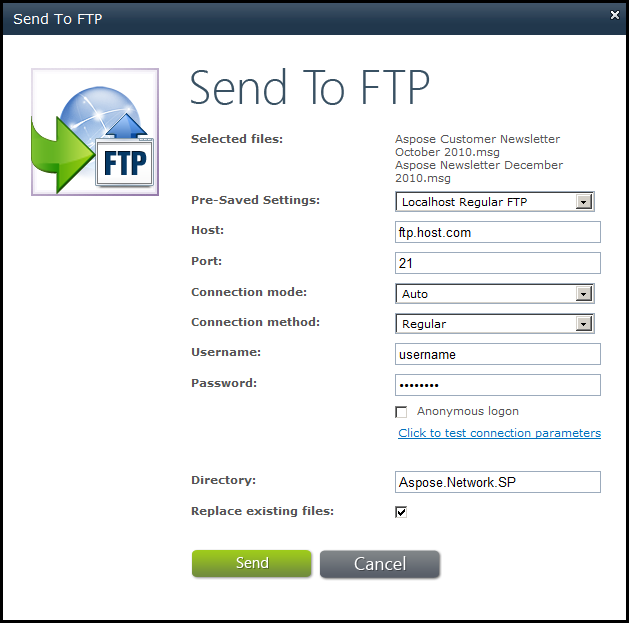 Send To FTP
FTP
Send To FTP
Selected files:
Aspose Customer Newsletter
October 2010.msg
Aspose Newsletter December
2010.msg
Pre-Saved Settings:
Localhost Regular FTP
Host:
ftp.host.com
Port:
21
Connection mode:
Auto
Connection method:
Regular
Username:
username
Password:
••••••••
Anonymous logon
Click to test connection parameters
Directory:
Aspose.Network.SP
Replace existing files:
Send
Cancel